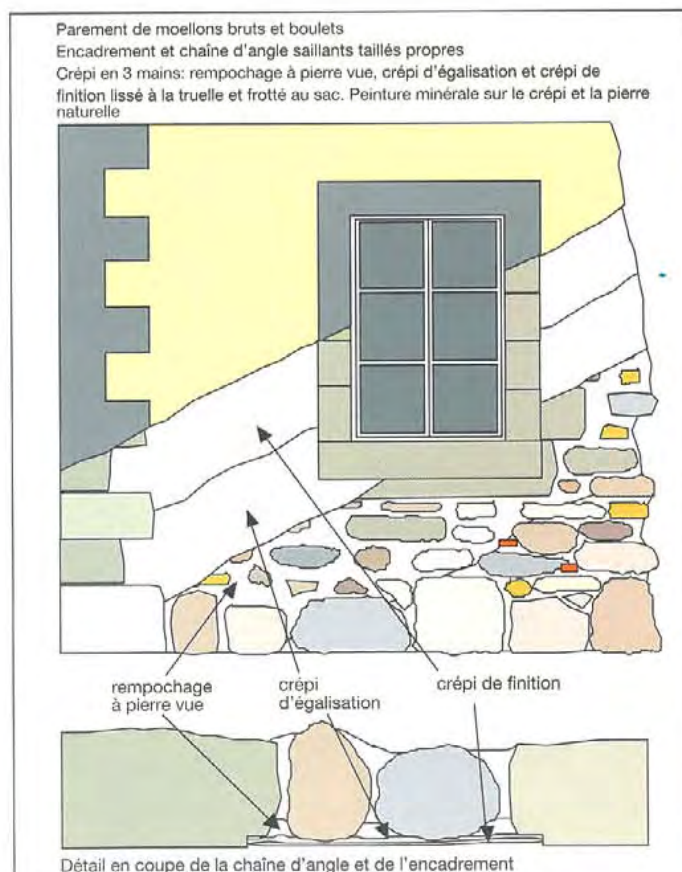 Parement de moellons bruts et boulets
Encadrement et chaîne d'angle saillants taillés propres
Crépi en 3 mains: rempochage à pierre vue, crépi d'égalisation et crépi de
finition lissé à la truelle et frotté au sac. Peinture minérale sur le crépi et la pierre
naturelle
rempochage
à pierre vue
crépi
d'égalisation
crépi de finition
Détail en coupe de la chaîne d'angle et de l'encadrement